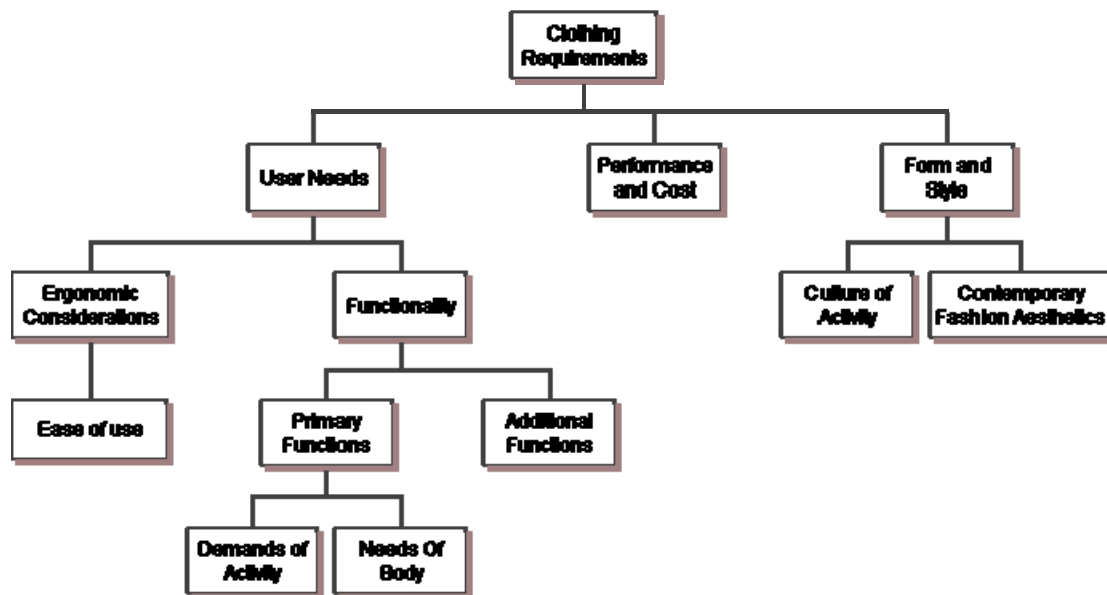 Clothing
Requirements
User Needs
Performance
and Cost
Form and
Style
Ergonomic
Considerations
Functionality
Culture of
Activity
Contemporary
Fashion Aesthetics
Ease of use
Primary
Functions
Additional
Functions
Demands of
Activity
Needs Of
Body